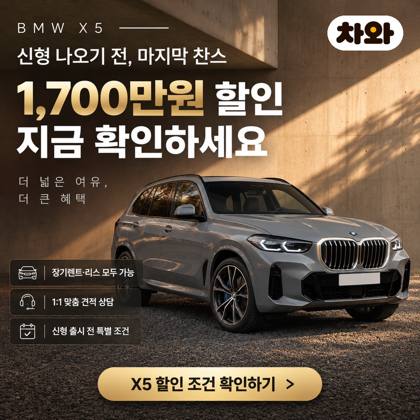 BMW X5
차와
신형 나오기 전, 마지막 찬스
1,700만원 할인
지금 확인하세요
더 넓은 여유,
더 큰 혜택
장기렌트·리스 모두 가능
1:1 맞춤 견적 상담
신형 출시 전 특별 조건
X5 할인 조건 확인하기 >